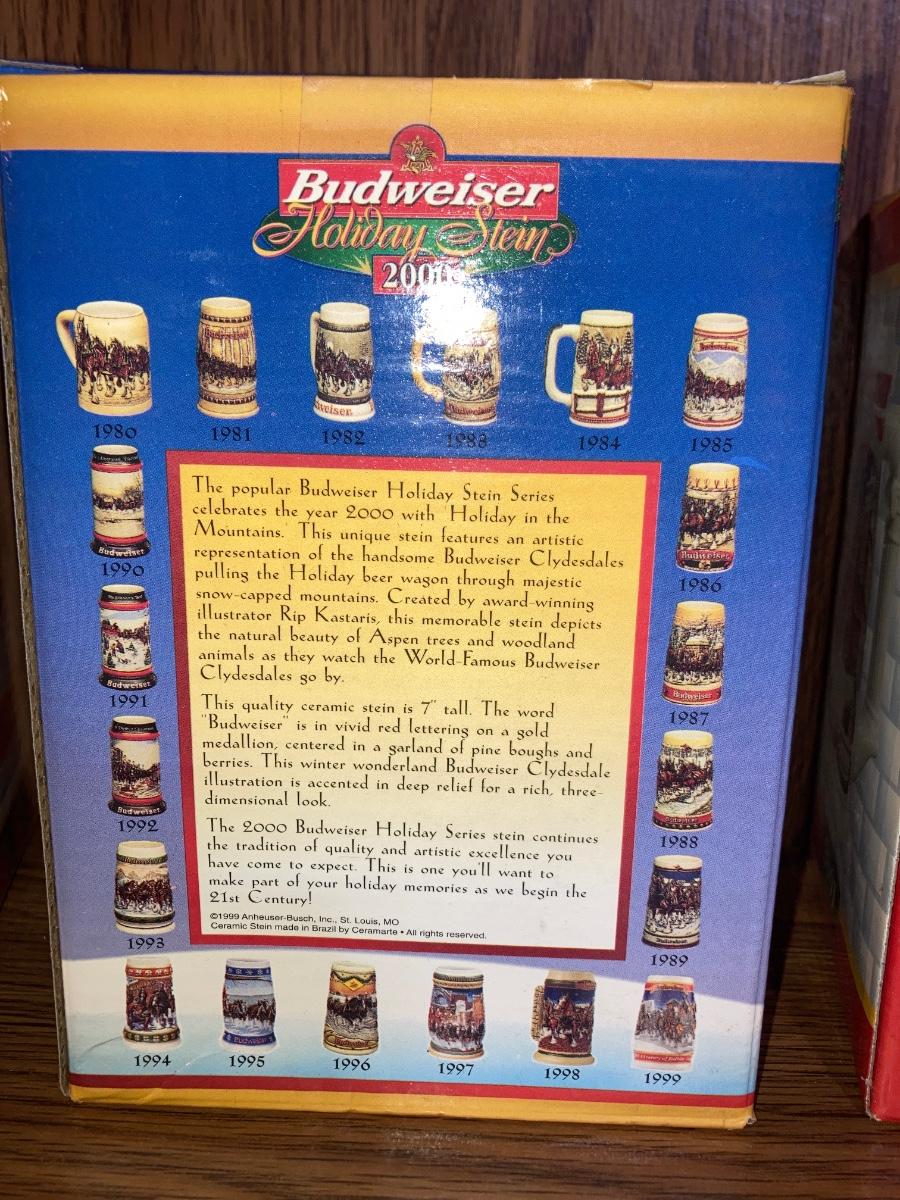 Budweiser
Holiday Stein
2000
1980
1981
1982
1983
1984
1985
1990
1986
1991
1987
1992
1988
1993
1989
1994
1995
1996
1997
1998
1999
The popular Budweiser Holiday Stein Series
celebrates the year 2000 with "Holiday in the
Mountains." This unique stein features an artistic
representation of the handsome Budweiser Clydesdales
pulling the Holiday beer wagon through majestic
snow-capped mountains. Created by award-winning
illustrator Rip Kastaris, this memorable stein depicts
the natural beauty of Aspen trees and woodland
animals as they watch the World-Famous Budweiser
Clydesdales go by.
This quality ceramic stein is 7" tall. The word
"Budweiser" is in vivid red lettering on a gold
medallion, centered in a garland of pine boughs and
berries. This winter wonderland Budweiser Clydesdale
illustration is accented in deep relief for a rich, three-
dimensional look.
The 2000 Budweiser Holiday Series stein continues
the tradition of quality and artistic excellence you
have come to expect. This is one you'll want to
make part of your holiday memories as we begin the
21st Century!
©1999 Anheuser-Busch, Inc., St. Louis, MO
Ceramic Stein made in Brazil by Ceramarte • All rights reserved.